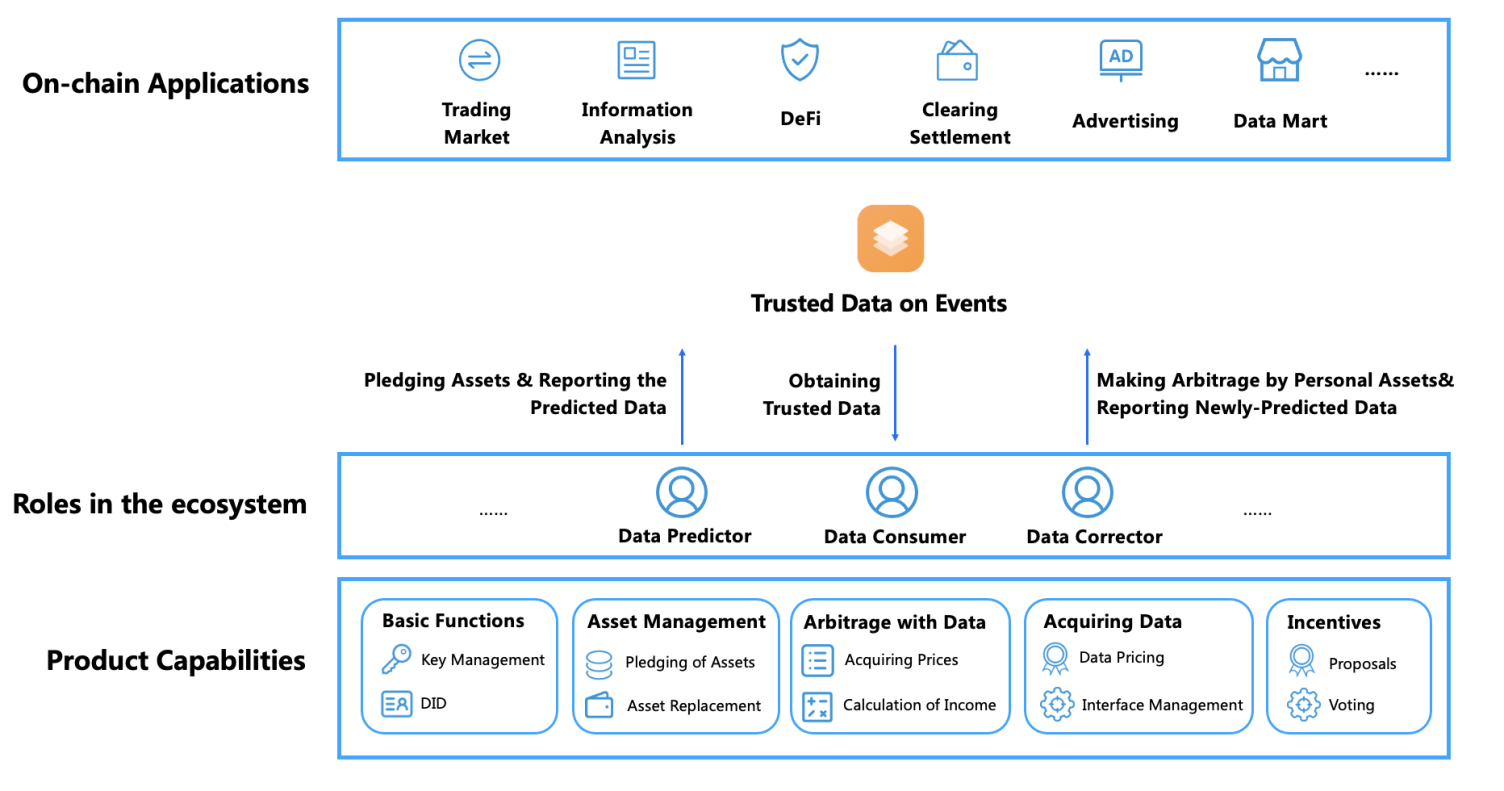 On-chain Applications
Trading
Market
Information
Analysis
DeFi
Clearing
Settlement
AD
Advertising
Data Mart
......
Trusted Data on Events
Pledging Assets & Reporting the
Predicted Data
Obtaining
Trusted Data
Making Arbitrage by Personal Assets&
Reporting Newly-Predicted Data
Roles in the ecosystem
......
Data Predictor
Data Consumer
Data Corrector
......
Product Capabilities
Basic Functions
Key Management
DID
Asset Management
Pledging of Assets
Asset Replacement
Arbitrage with Data
Acquiring Prices
Calculation of Income
Acquiring Data
Data Pricing
Interface Management
Incentives
Proposals
Voting